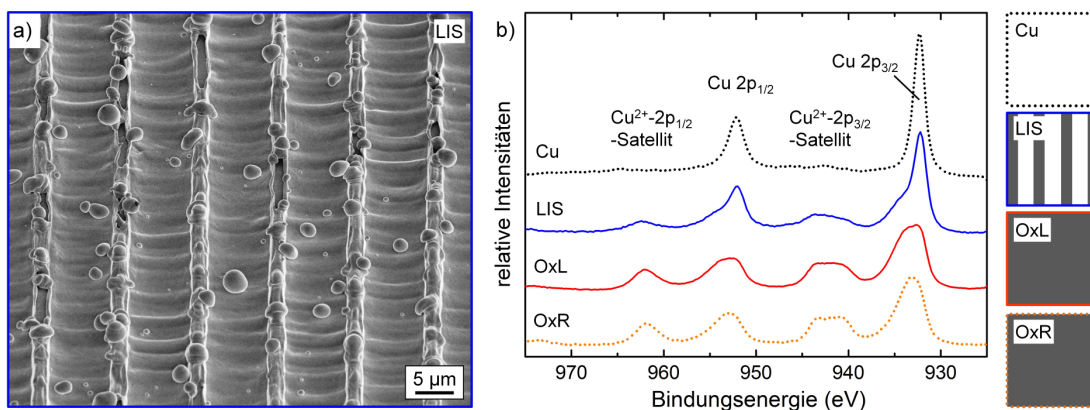 a)
LIS
5 µm
b)
relative Intensitäten
Cu²⁺-2p₁/₂
-Satellit
Cu 2p₁/₂
Cu²⁺-2p₃/₂
-Satellit
Cu 2p₃/₂
Cu
LIS
OxL
OxR
970 960 950 940 930
Bindungsenergie (eV)
Cu
LIS
OxL
OxR